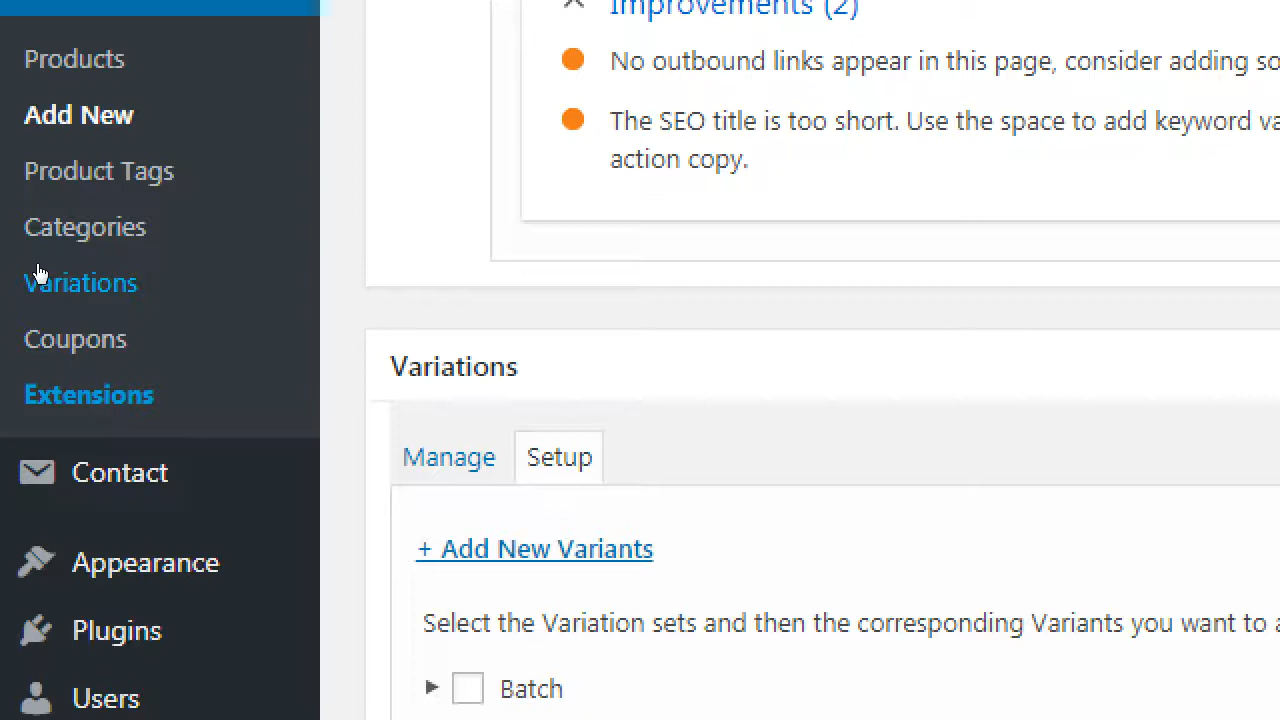 Products
Add New
Product Tags
Categories
Variations
Coupons
Extensions
Contact
Appearance
Plugins
Users
Improvements (2)
No outbound links appear in this page, consider adding so
The SEO title is too short. Use the space to add keyword va
action copy.
Variations
Manage
Setup
+ Add New Variants
Select the Variation sets and then the corresponding Variants you want to a
Batch